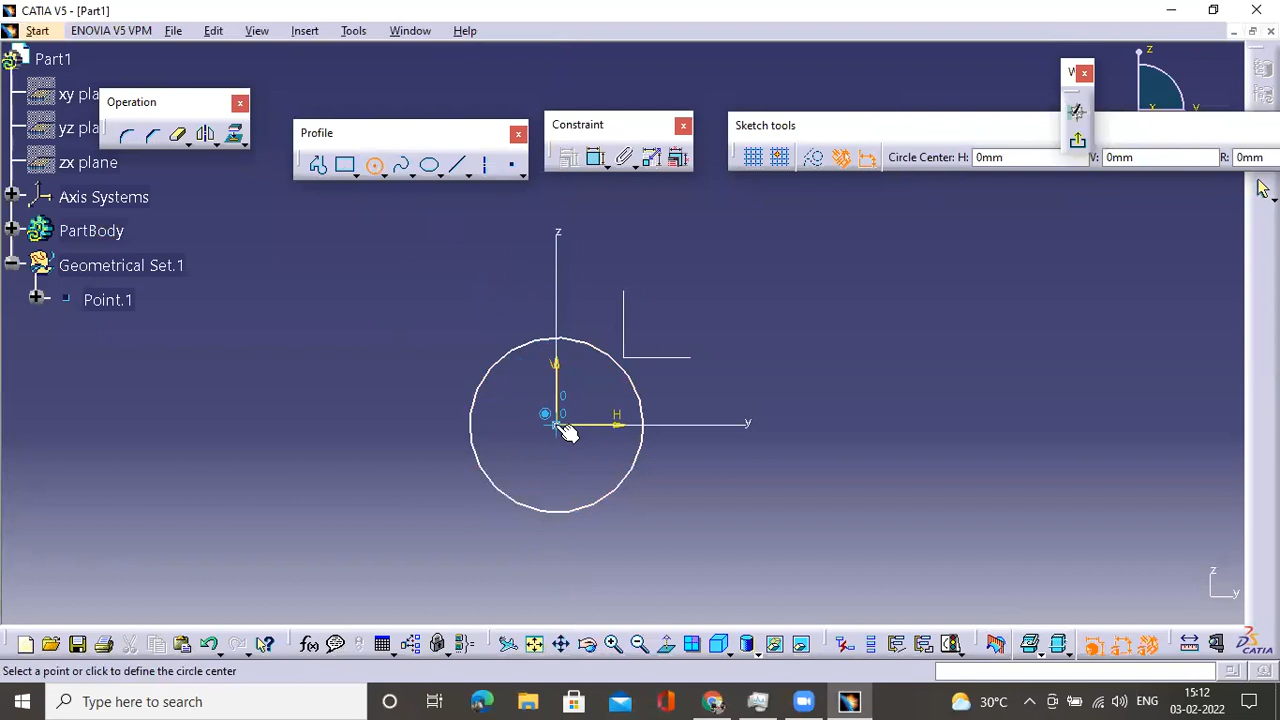 CATIA V5 - [Part1]
Start ENOVIA V5 VPM File Edit View Insert Tools Window Help
Part1
xy pla
yz pla
zx plane
Axis Systems
PartBody
Geometrical Set.1
Point.1
Operation
Profile
Constraint
Sketch tools
Circle Center: H: 0mm V: 0mm R: 0mm
z
x y
z
V
0
0
H
y
z
y
f(x)
CATIA
Select a point or click to define the circle center
Type here to search
30°C ENG 15:12
03-02-2022